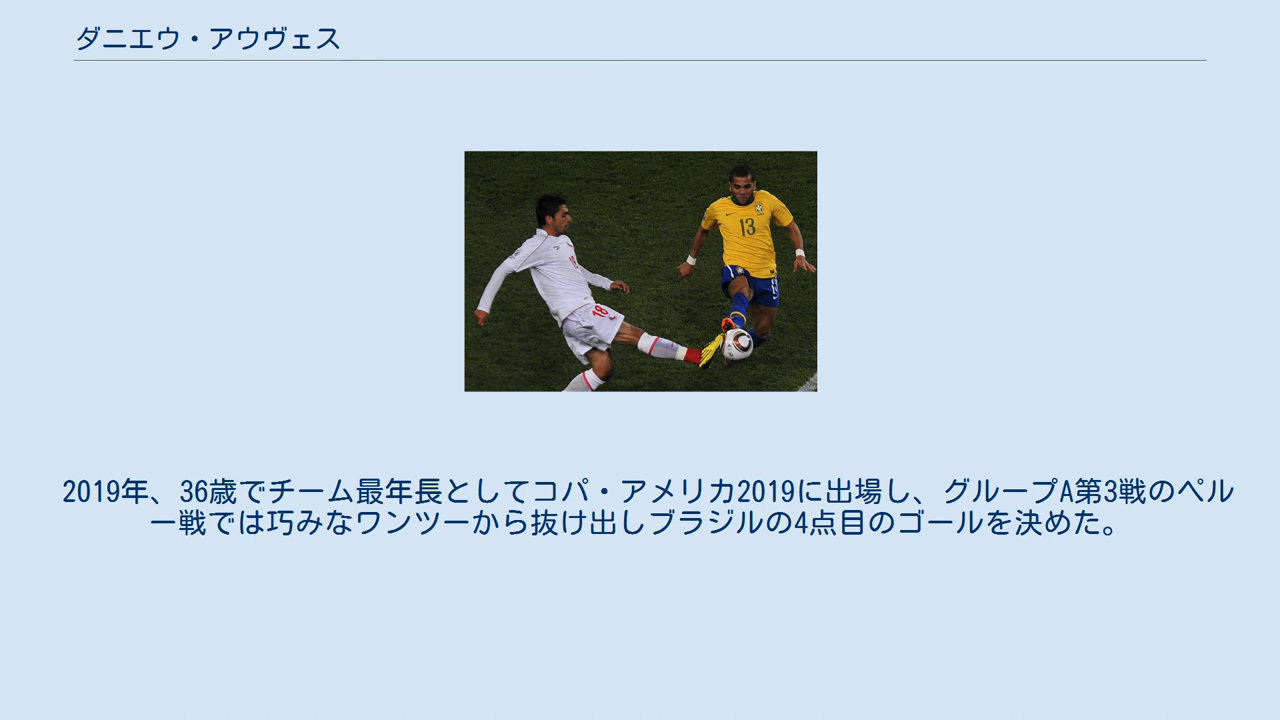 ダニエウ・アウヴェス
13
18
2019年、36歳でチーム最年長としてコパ・アメリカ2019に出場し、グループA第3戦のペル
ー戦では巧みなワンツーから抜け出しブラジルの4点目のゴールを決めた。